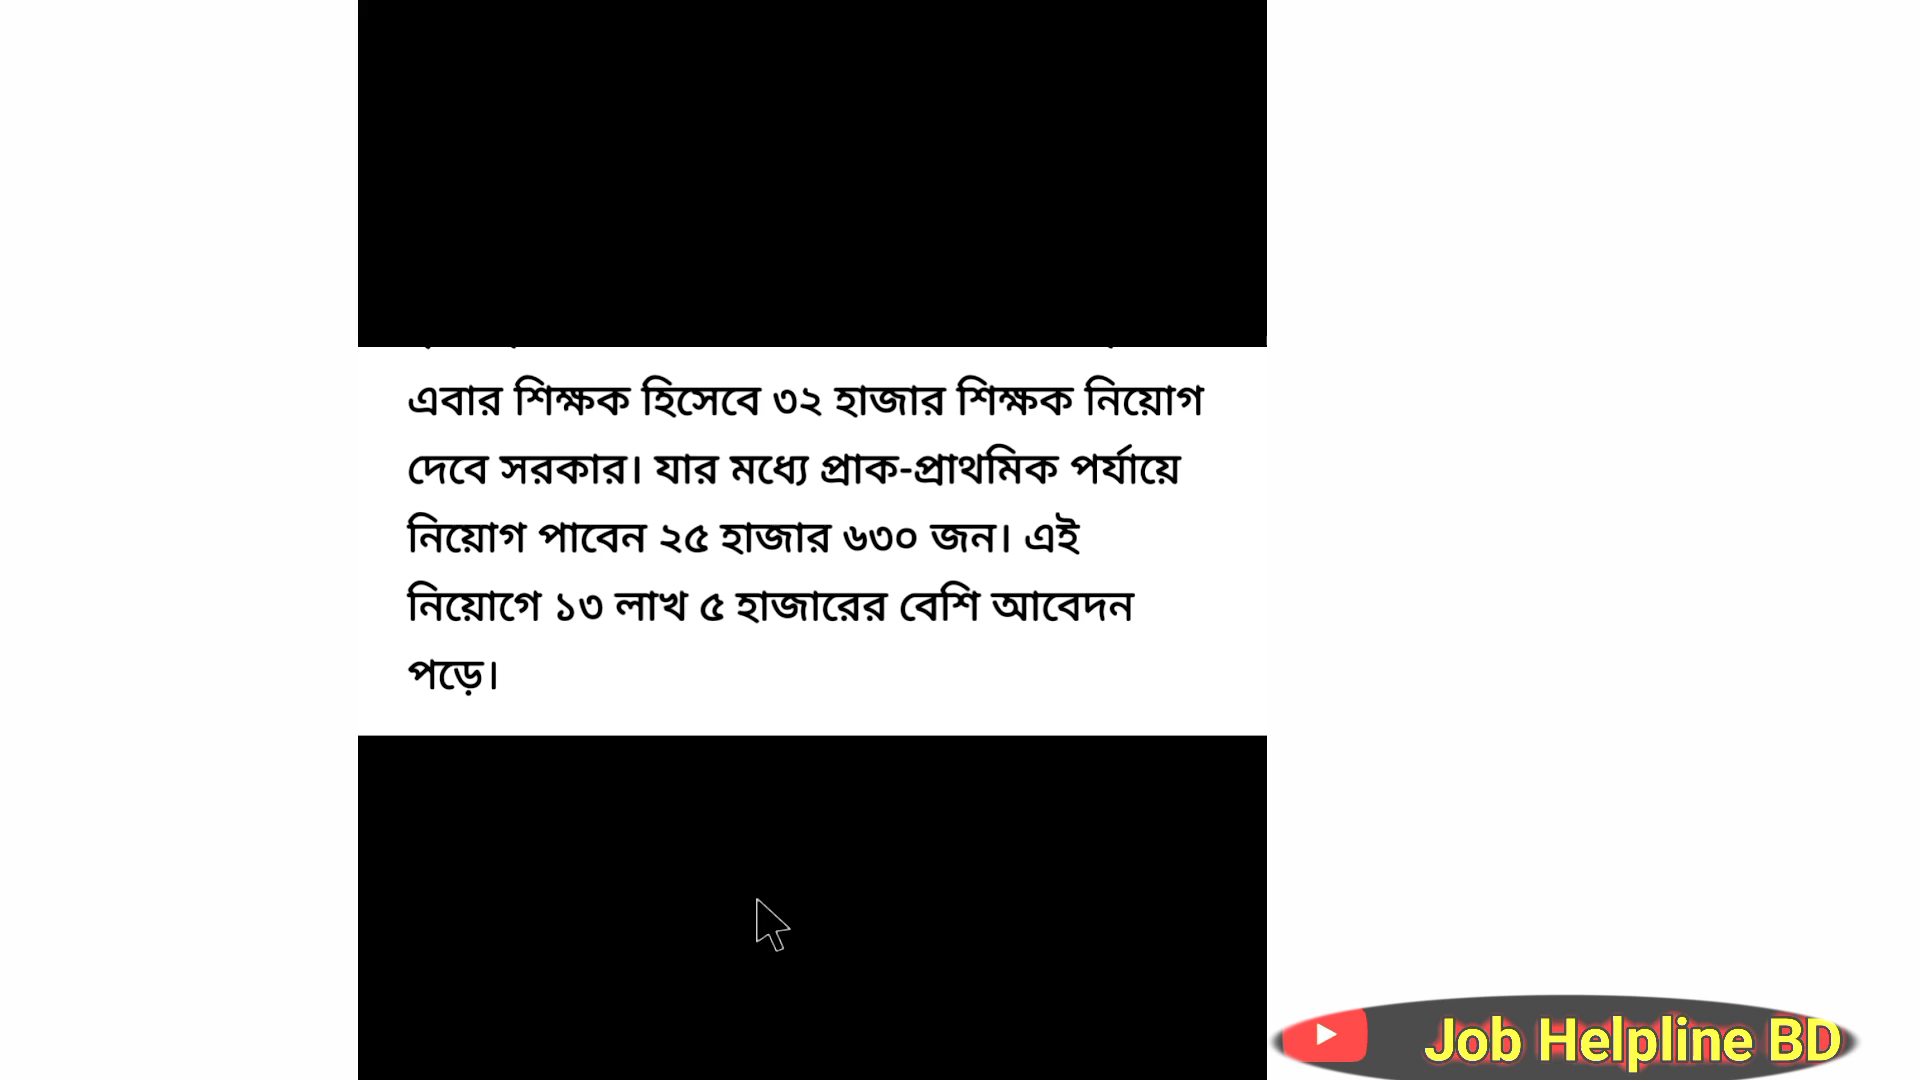 এবার শিক্ষক হিসেবে ৩২ হাজার শিক্ষক নিয়োগ
দেবে সরকার। যার মধ্যে প্রাক-প্রাথমিক পর্যায়ে
নিয়োগ পাবেন ২৫ হাজার ৬৩০ জন। এই
নিয়োগে ১৩ লাখ ৫ হাজারের বেশি আবেদন
পড়ে।
Job Helpline BD